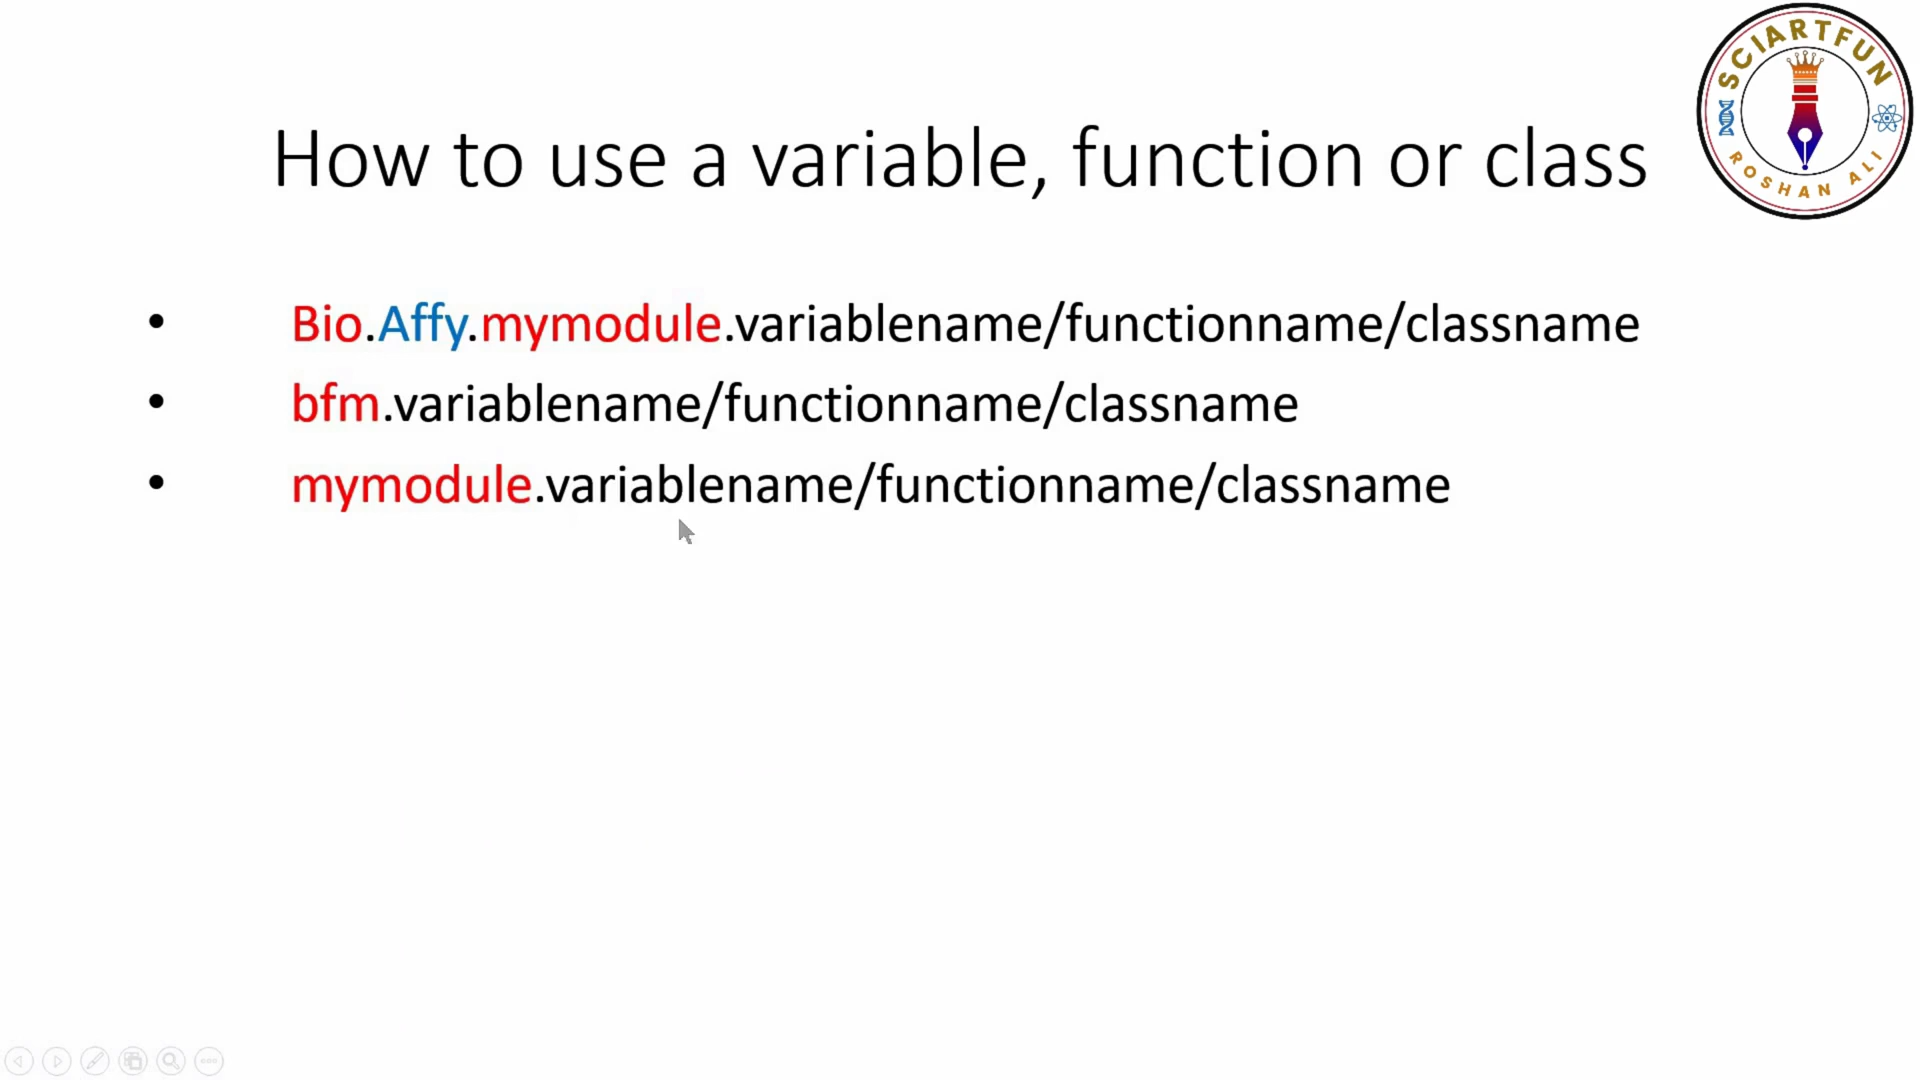 SCIARTFUN
ROSHAN ALI
How to use a variable, function or class
• Bio.Affy.mymodule.variablename/functionname/classname
• bfm.variablename/functionname/classname
• mymodule.variablename/functionname/classname